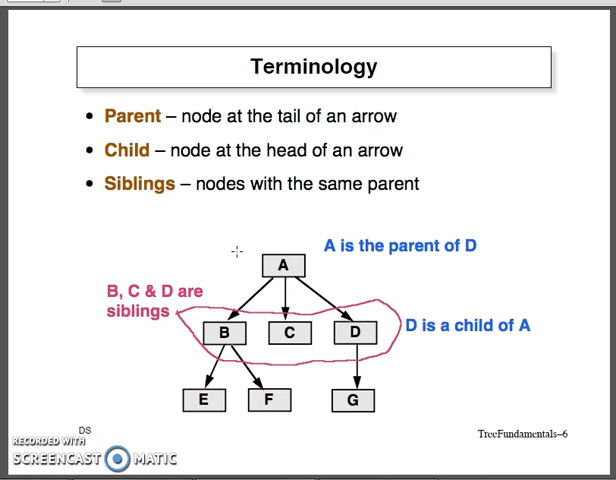 Terminology
• Parent – node at the tail of an arrow
• Child – node at the head of an arrow
• Siblings – nodes with the same parent
A is the parent of D
A
B, C & D are
siblings
B
C
D
D is a child of A
E
F
G
DS
TreeFundamentals–6
RECORDED WITH
SCREENCAST MATIC